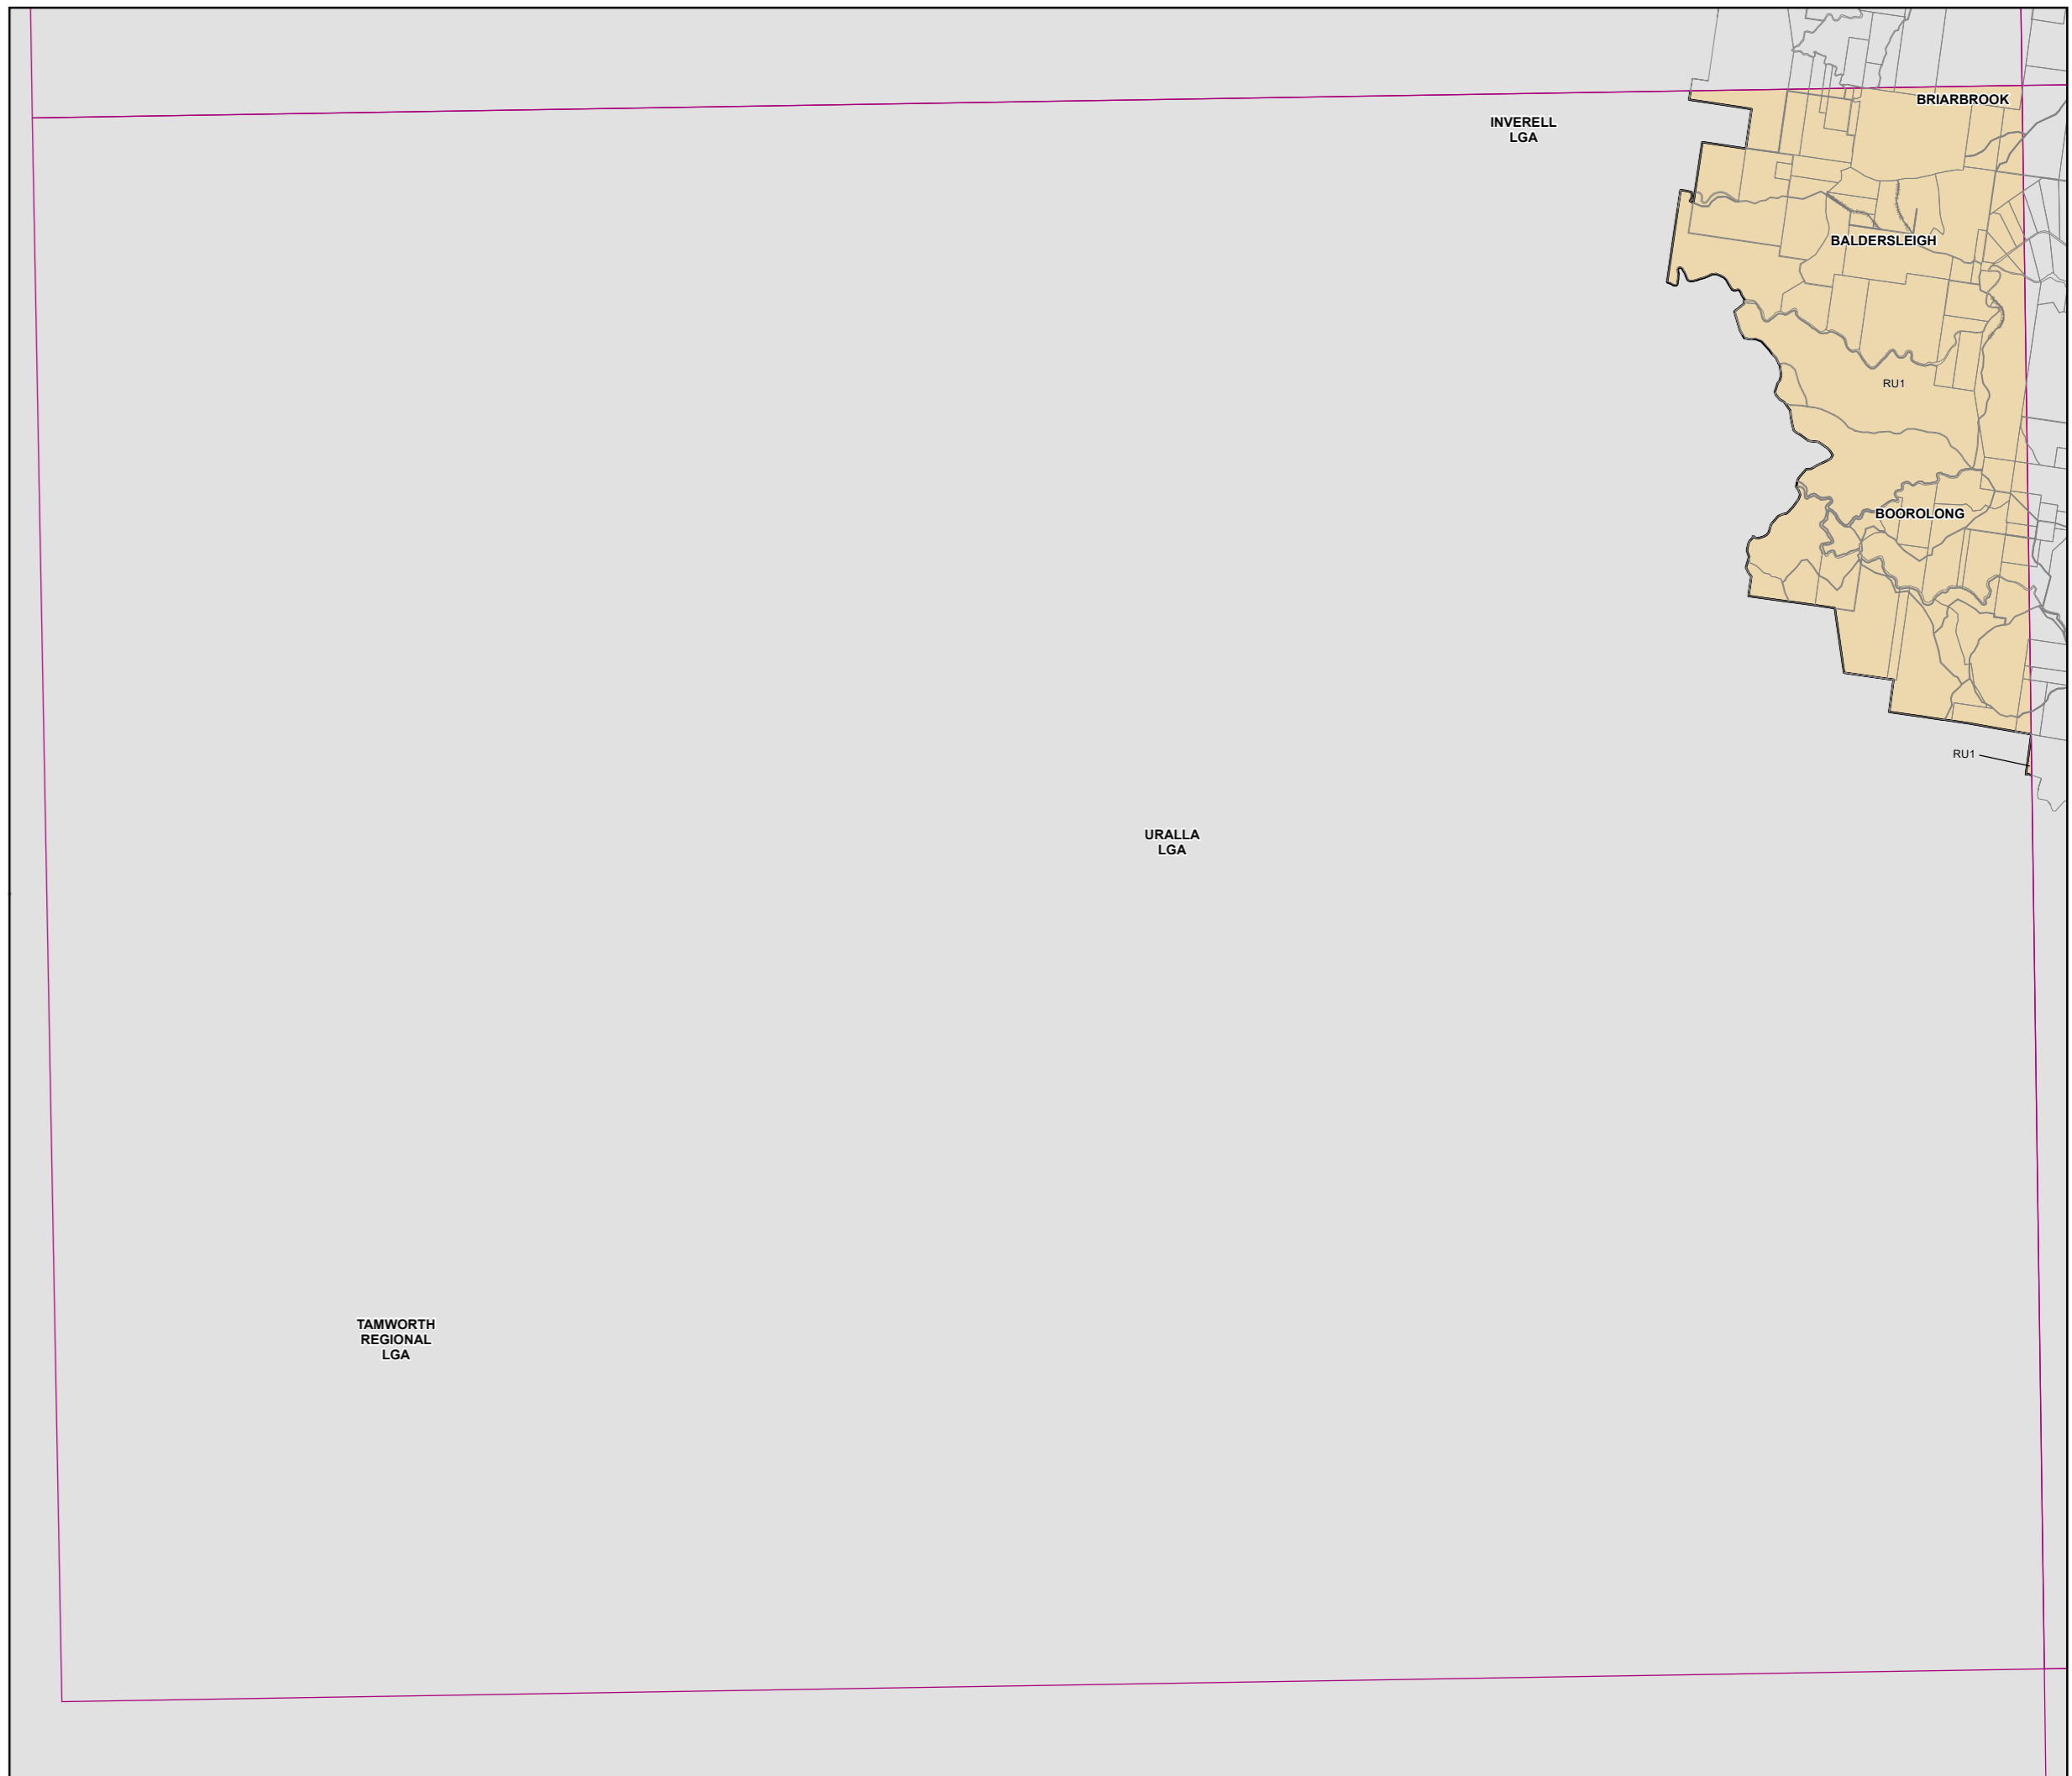 BRIARBROOK
INVERELL
LGA
BALDERSLEIGH
RU1
BOOROLONG
RU1
URALLA
LGA
TAMWORTH
REGIONAL
LGA